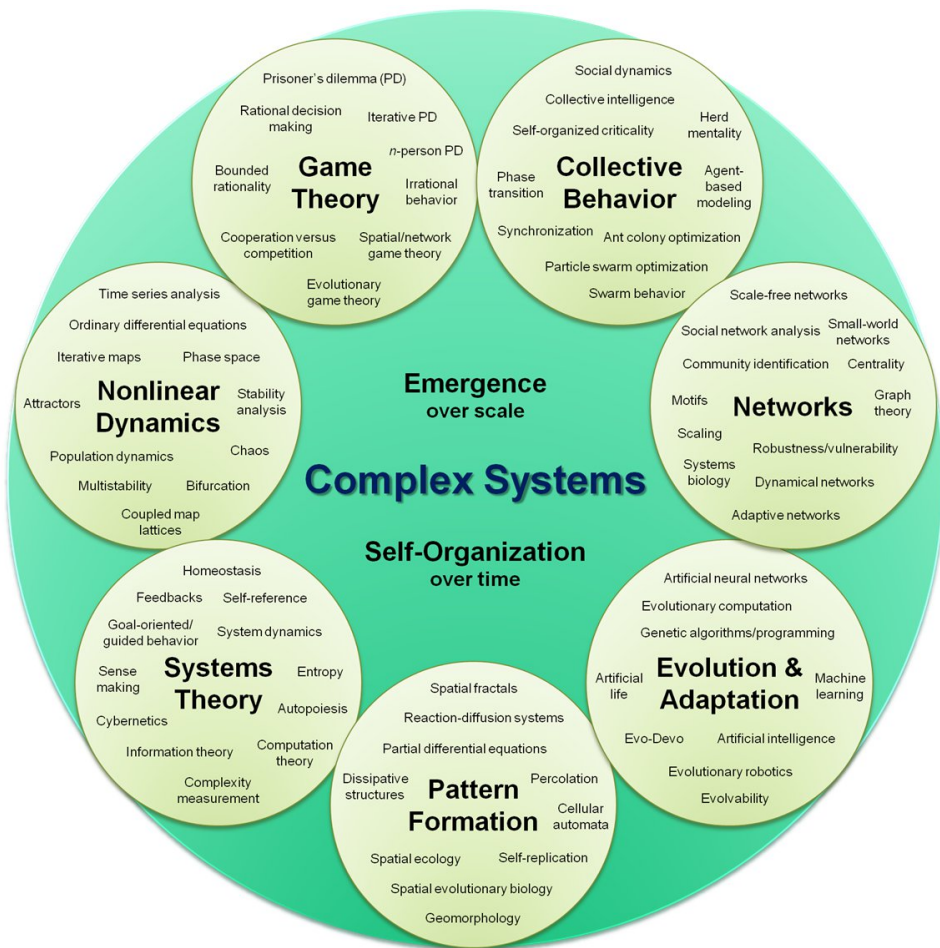 Prisoner's dilemma (PD)
Rational decision
making
Iterative PD
n-person PD
Bounded
rationality
Game
Theory
Irrational
behavior
Cooperation versus
competition
Spatial/network
game theory
Evolutionary
game theory
Social dynamics
Collective intelligence
Herd
mentality
Self-organized criticality
Phase
transition
Collective
Behavior
Agent-
based
modeling
Synchronization
Ant colony optimization
Particle swarm optimization
Swarm behavior
Time series analysis
Ordinary differential equations
Iterative maps
Phase space
Attractors
Nonlinear
Dynamics
Stability
analysis
Population dynamics
Chaos
Multistability
Bifurcation
Coupled map
lattices
Emergence
over scale
Complex Systems
Self-Organization
over time
Scale-free networks
Social network analysis
Small-world
networks
Community identification
Centrality
Motifs
Networks
Graph
theory
Scaling
Robustness/vulnerability
Systems
biology
Dynamical networks
Adaptive networks
Homeostasis
Feedbacks
Self-reference
Goal-oriented/
guided behavior
System dynamics
Sense
making
Systems
Theory
Entropy
Cybernetics
Autopoiesis
Information theory
Computation
theory
Complexity
measurement
Spatial fractals
Reaction-diffusion systems
Partial differential equations
Dissipative
structures
Pattern
Formation
Percolation
Cellular
automata
Spatial ecology
Self-replication
Spatial evolutionary biology
Geomorphology
Artificial neural networks
Evolutionary computation
Genetic algorithms/programming
Artificial
life
Evolution &
Adaptation
Machine
learning
Evo-Devo
Artificial intelligence
Evolutionary robotics
Evolvability